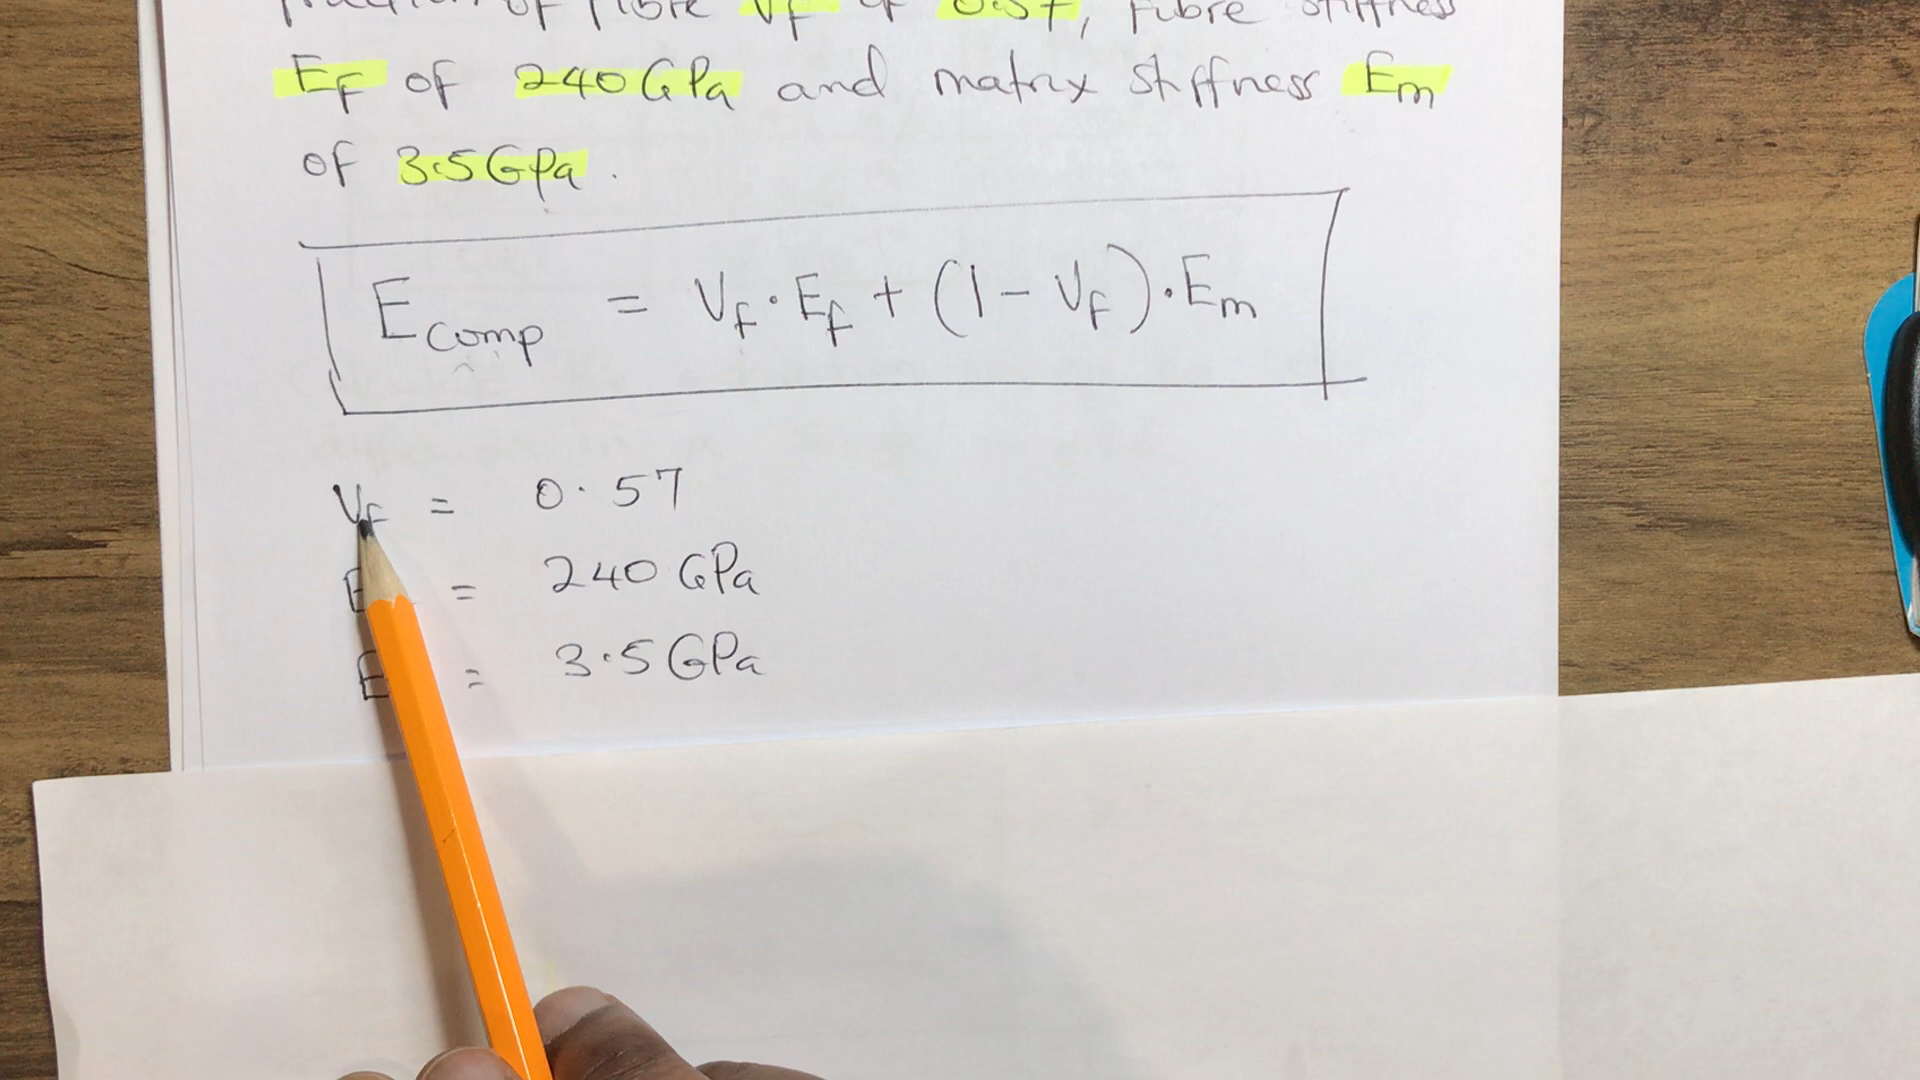 fraction of fibre Vf of 0.57, fibre stiffness
Ef of 240 GPa and matrix stiffness Em
of 3.5 GPa.
Ecomp = Vf · Ef + (1 - Vf) · Em
Vf = 0.57
E = 240 GPa
E = 3.5 GPa